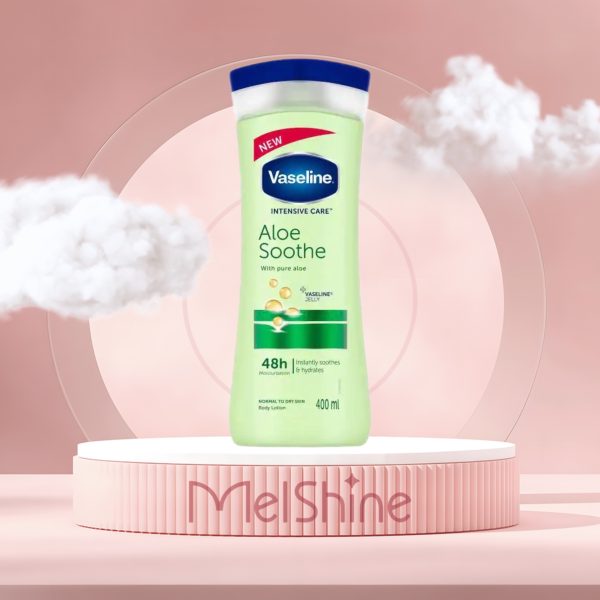 NEW
Vaseline.
INTENSIVE CARE™
Aloe
Soothe
With pure aloe
VASELINE®
JELLY
48h
Moisturisation
Instantly soothes
& hydrates
NORMAL TO DRY SKIN
Body Lotion
400 ml
MelShine